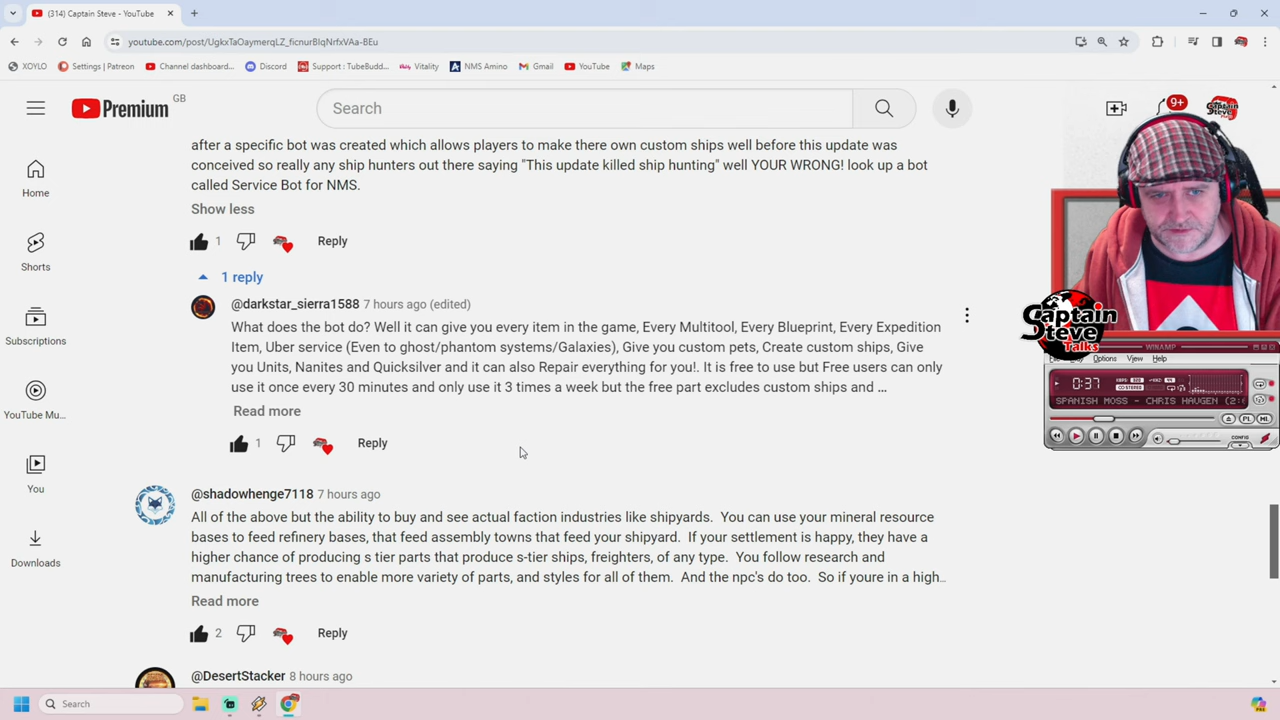 (314) Captain Steve - YouTube
youtube.com/post/UgkxTaOaymerqLZ_ficnurBIqNrfxVAa-BEu
XOYLO
Settings | Patreon
Channel dashboard...
Discord
Support : TubeBudd...
Vitality
NMS Amino
Gmail
YouTube
Maps
Premium GB
Search
9+
after a specific bot was created which allows players to make there own custom ships well before this update was
conceived so really any ship hunters out there saying "This update killed ship hunting" well YOUR WRONG! look up a bot
called Service Bot for NMS.
Show less
1
Reply
1 reply
@darkstar_sierra1588 7 hours ago (edited)
What does the bot do? Well it can give you every item in the game, Every Multitool, Every Blueprint, Every Expedition
Item, Uber service (Even to ghost/phantom systems/Galaxies), Give you custom pets, Create custom ships, Give
you Units, Nanites and Quicksilver and it can also Repair everything for you!. It is free to use but Free users can only
use it once every 30 minutes and only use it 3 times a week but the free part excludes custom ships and ...
Read more
1
Reply
@shadowhenge7118 7 hours ago
All of the above but the ability to buy and see actual faction industries like shipyards. You can use your mineral resource
bases to feed refinery bases, that feed assembly towns that feed your shipyard. If your settlement is happy, they have a
higher chance of producing s tier parts that produce s-tier ships, freighters, of any type. You follow research and
manufacturing trees to enable more variety of parts, and styles for all of them. And the npc's do too. So if youre in a high..
Read more
2
Reply
@DesertStacker 8 hours ago
Home
Shorts
Subscriptions
YouTube Mu...
You
Downloads
Captain
Steve
Talks
WINAMP
Options View Help
0:37
SPANISH MOSS - CHRIS HAUGEN (2:
PL ML
CONFIG
Search